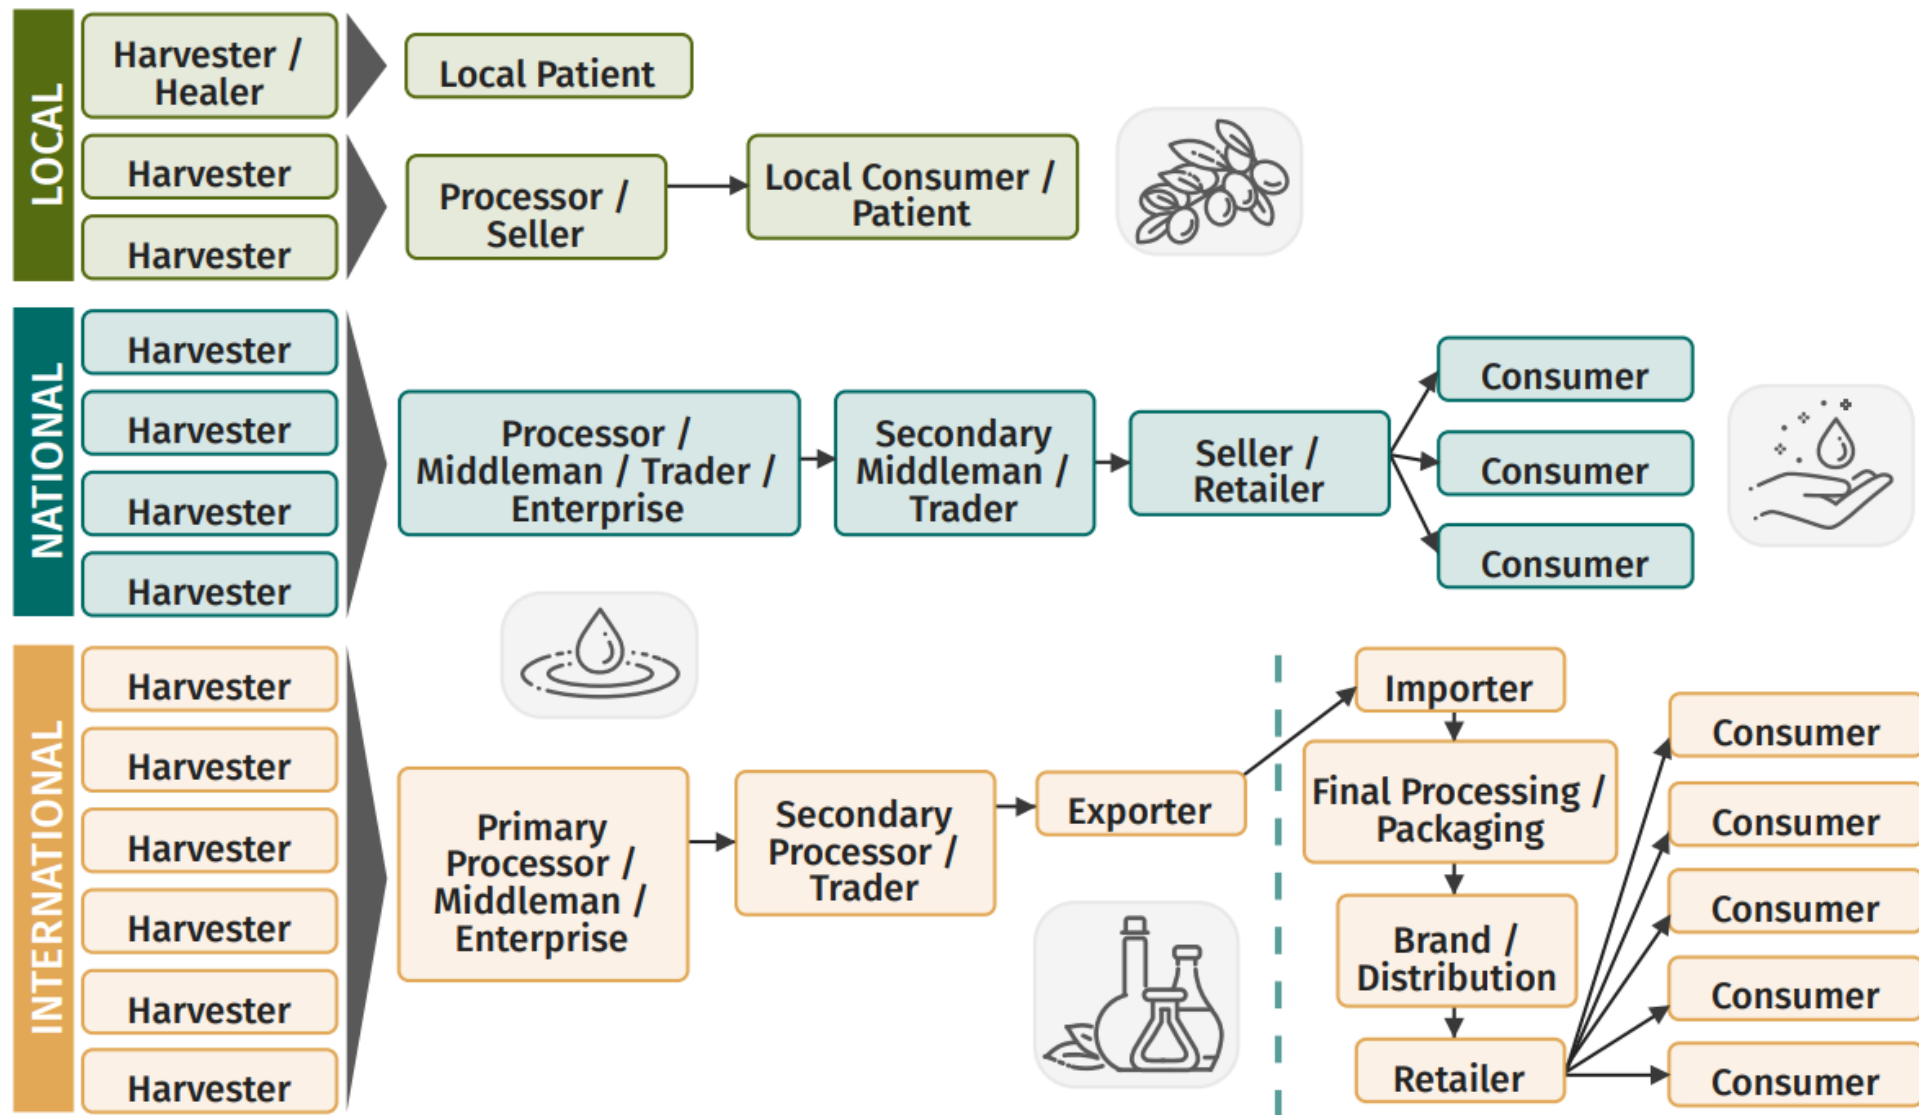 LOCAL
Harvester /
Healer
Local Patient
Harvester
Harvester
Processor /
Seller
Local Consumer /
Patient
NATIONAL
Harvester
Harvester
Harvester
Harvester
Processor /
Middleman / Trader /
Enterprise
Secondary
Middleman /
Trader
Seller /
Retailer
Consumer
Consumer
Consumer
INTERNATIONAL
Harvester
Harvester
Harvester
Harvester
Harvester
Harvester
Primary
Processor /
Middleman /
Enterprise
Secondary
Processor /
Trader
Exporter
Importer
Final Processing /
Packaging
Brand /
Distribution
Retailer
Consumer
Consumer
Consumer
Consumer
Consumer